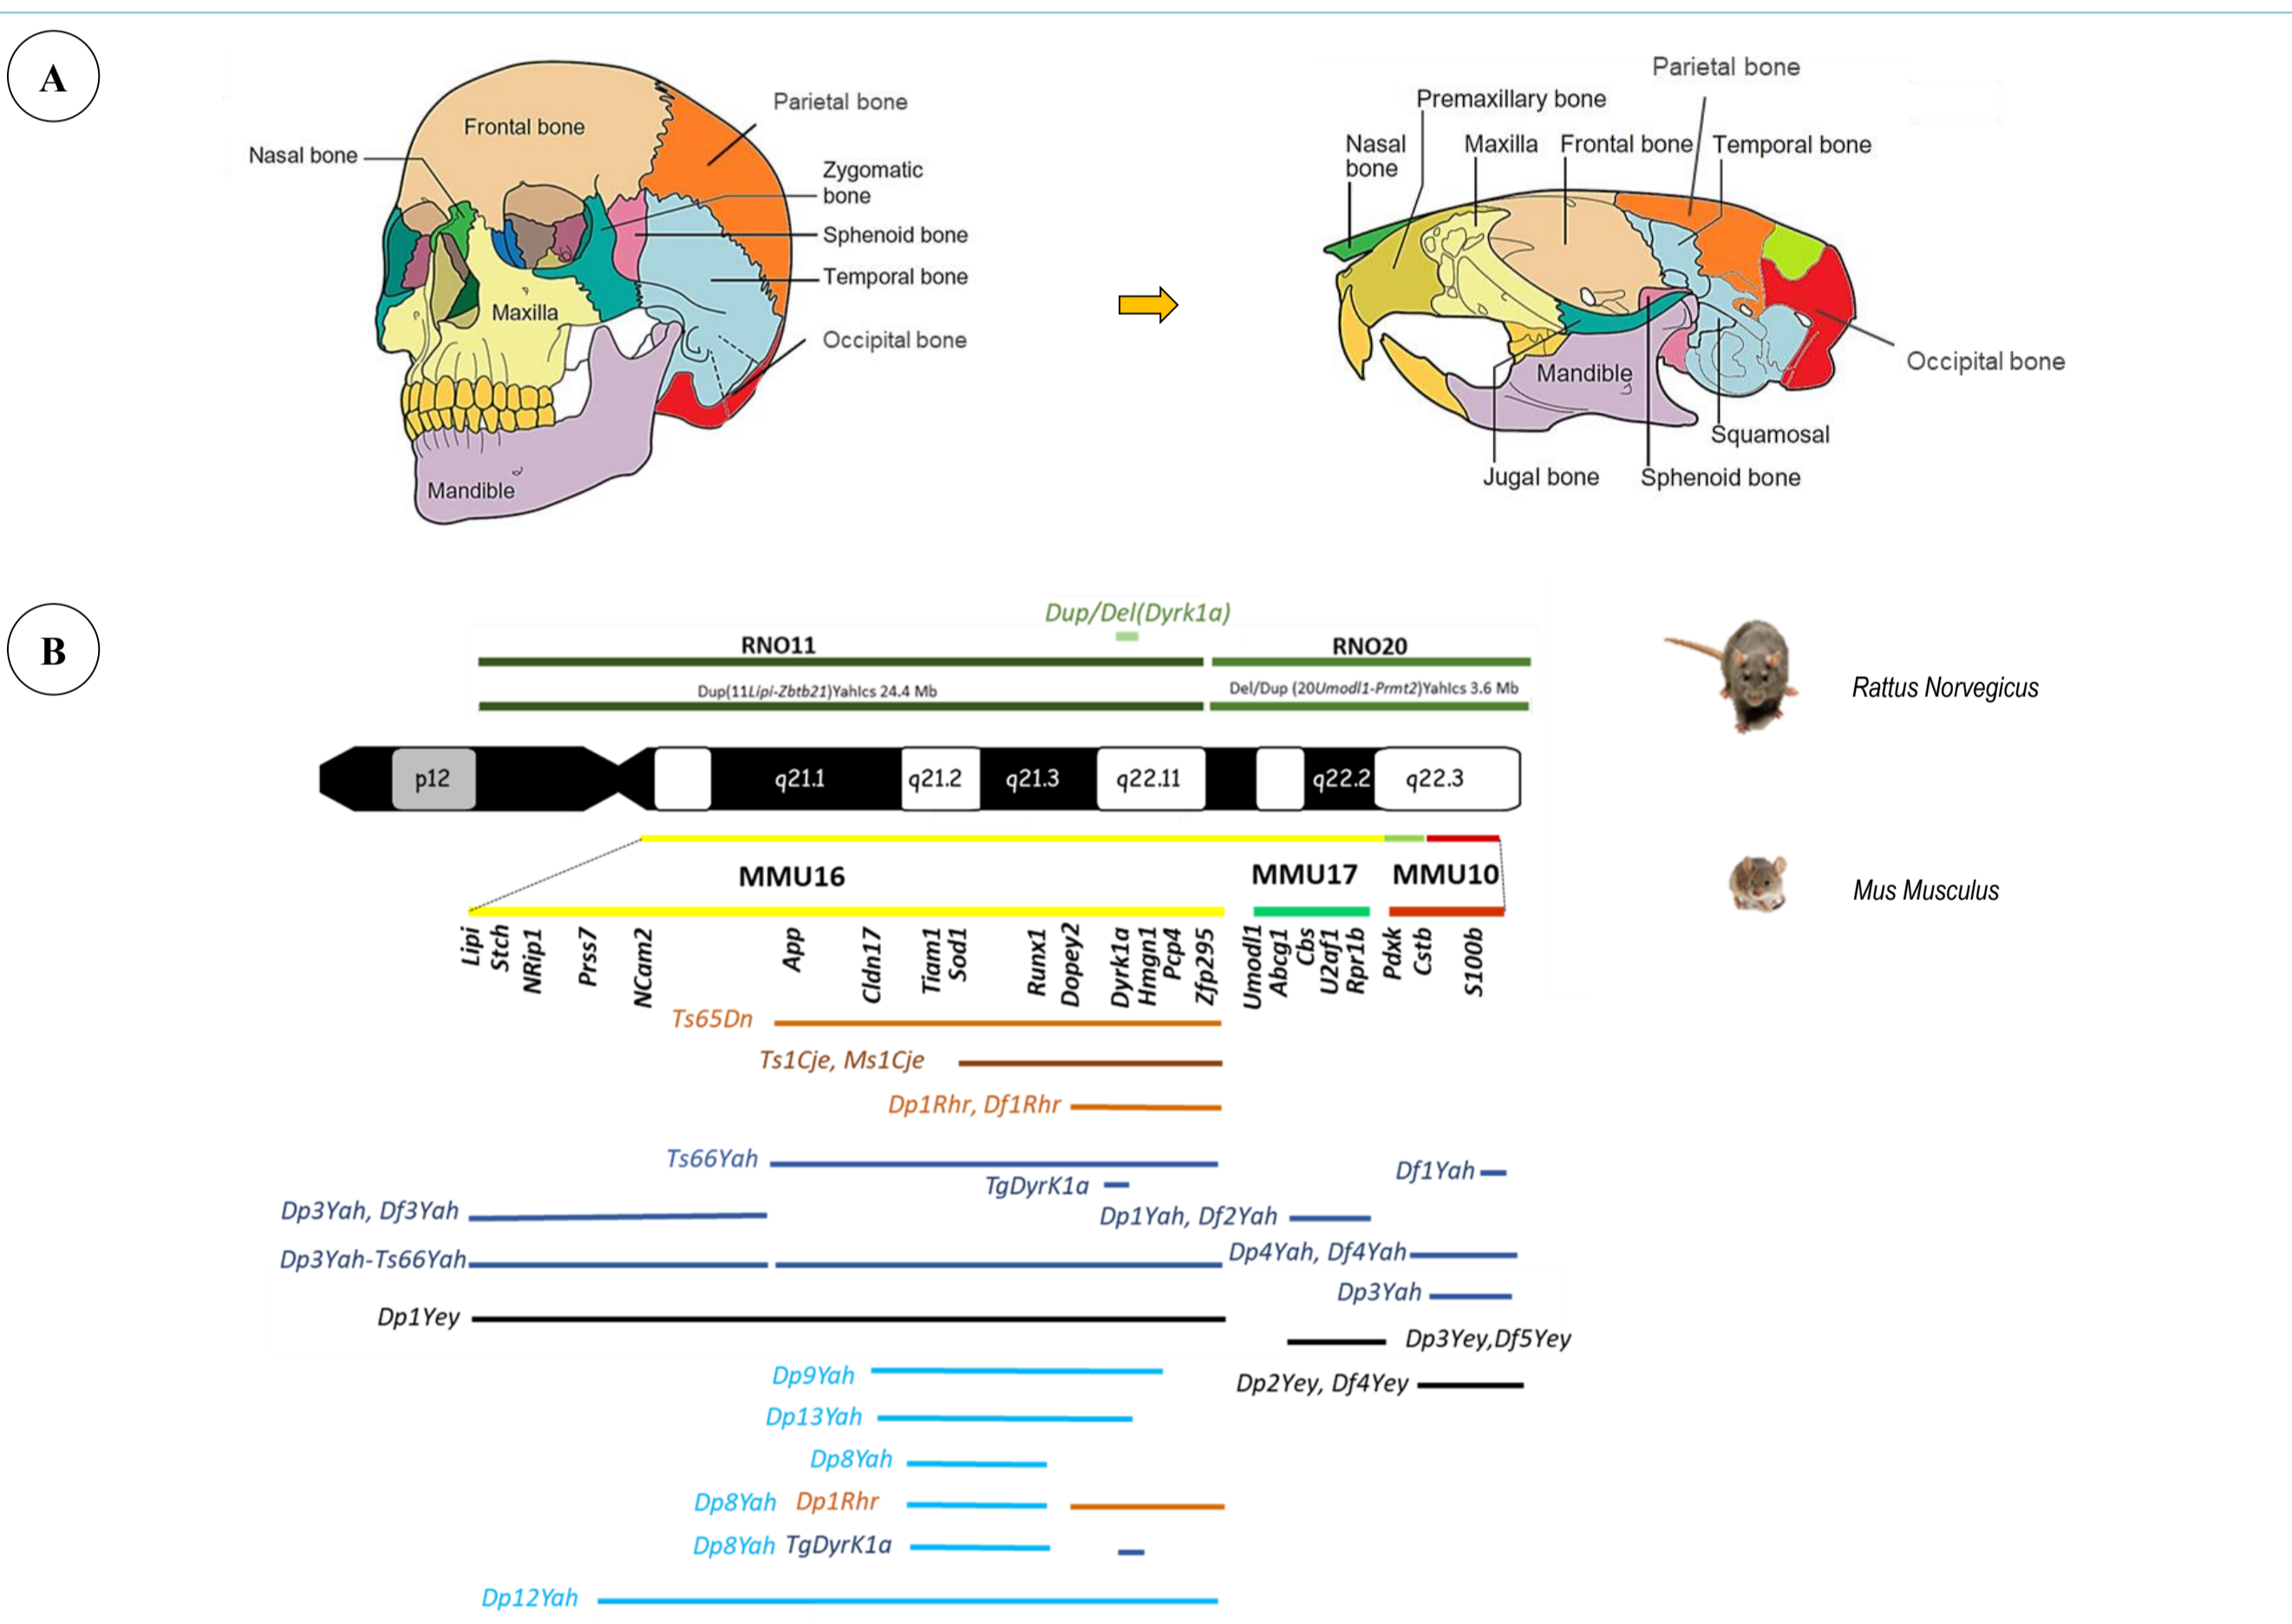 A
Frontal bone
Nasal bone
Parietal bone
Zygomatic
bone
Sphenoid bone
Temporal bone
Maxilla
Occipital bone
Mandible
Parietal bone
Premaxillary bone
Nasal
bone
Maxilla
Frontal bone
Temporal bone
Occipital bone
Mandible
Squamosal
Jugal bone
Sphenoid bone
B
Dup/Del(Dyrk1a)
RNO11
RNO20
Dup(11Lipi-Zbtb21)YahIcs 24.4 Mb
Del/Dup (20Umodl1-Prmt2)YahIcs 3.6 Mb
Rattus Norvegicus
p12
q21.1
q21.2
q21.3
q22.11
q22.2
q22.3
MMU16
MMU17
MMU10
Mus Musculus
Lipi
Stch
NRip1
Prss7
NCam2
App
Cldn17
Tiam1
Sod1
Runx1
Dopey2
Dyrk1a
Hmgn1
Pcp4
Zfp295
Umodl1
Abcg1
Cbs
U2af1
Rpr1b
Pdxk
Cstb
S100b
Ts65Dn
Ts1Cje, Ms1Cje
Dp1Rhr, Df1Rhr
Ts66Yah
Df1Yah
TgDyrK1a
Dp3Yah, Df3Yah
Dp1Yah, Df2Yah
Dp3Yah-Ts66Yah
Dp4Yah, Df4Yah
Dp3Yah
Dp1Yey
Dp3Yey,Df5Yey
Dp9Yah
Dp2Yey, Df4Yey
Dp13Yah
Dp8Yah
Dp8Yah Dp1Rhr
Dp8Yah TgDyrK1a
Dp12Yah